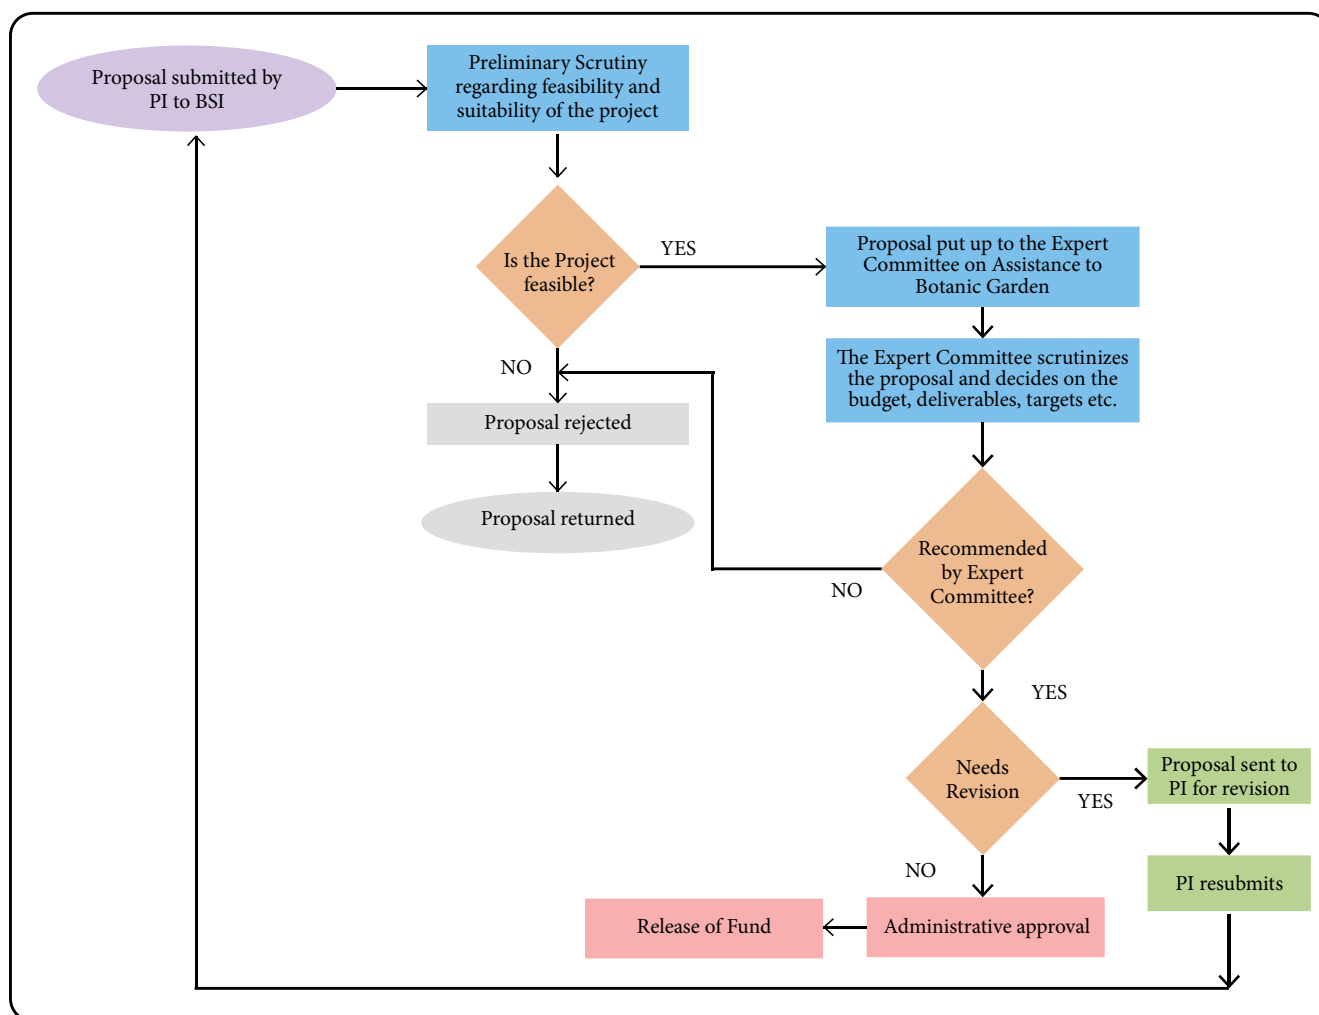 Proposal submitted by
PI to BSI
Preliminary Scrutiny
regarding feasibility and
suitability of the project
Is the Project
feasible?
YES
Proposal put up to the Expert
Committee on Assistance to
Botanic Garden
The Expert Committee scrutinizes
the proposal and decides on the
budget, deliverables, targets etc.
NO
Proposal rejected
Proposal returned
Recommended
by Expert
Committee?
NO
YES
Needs
Revision
YES
Proposal sent to
PI for revision
PI resubmits
NO
Administrative approval
Release of Fund